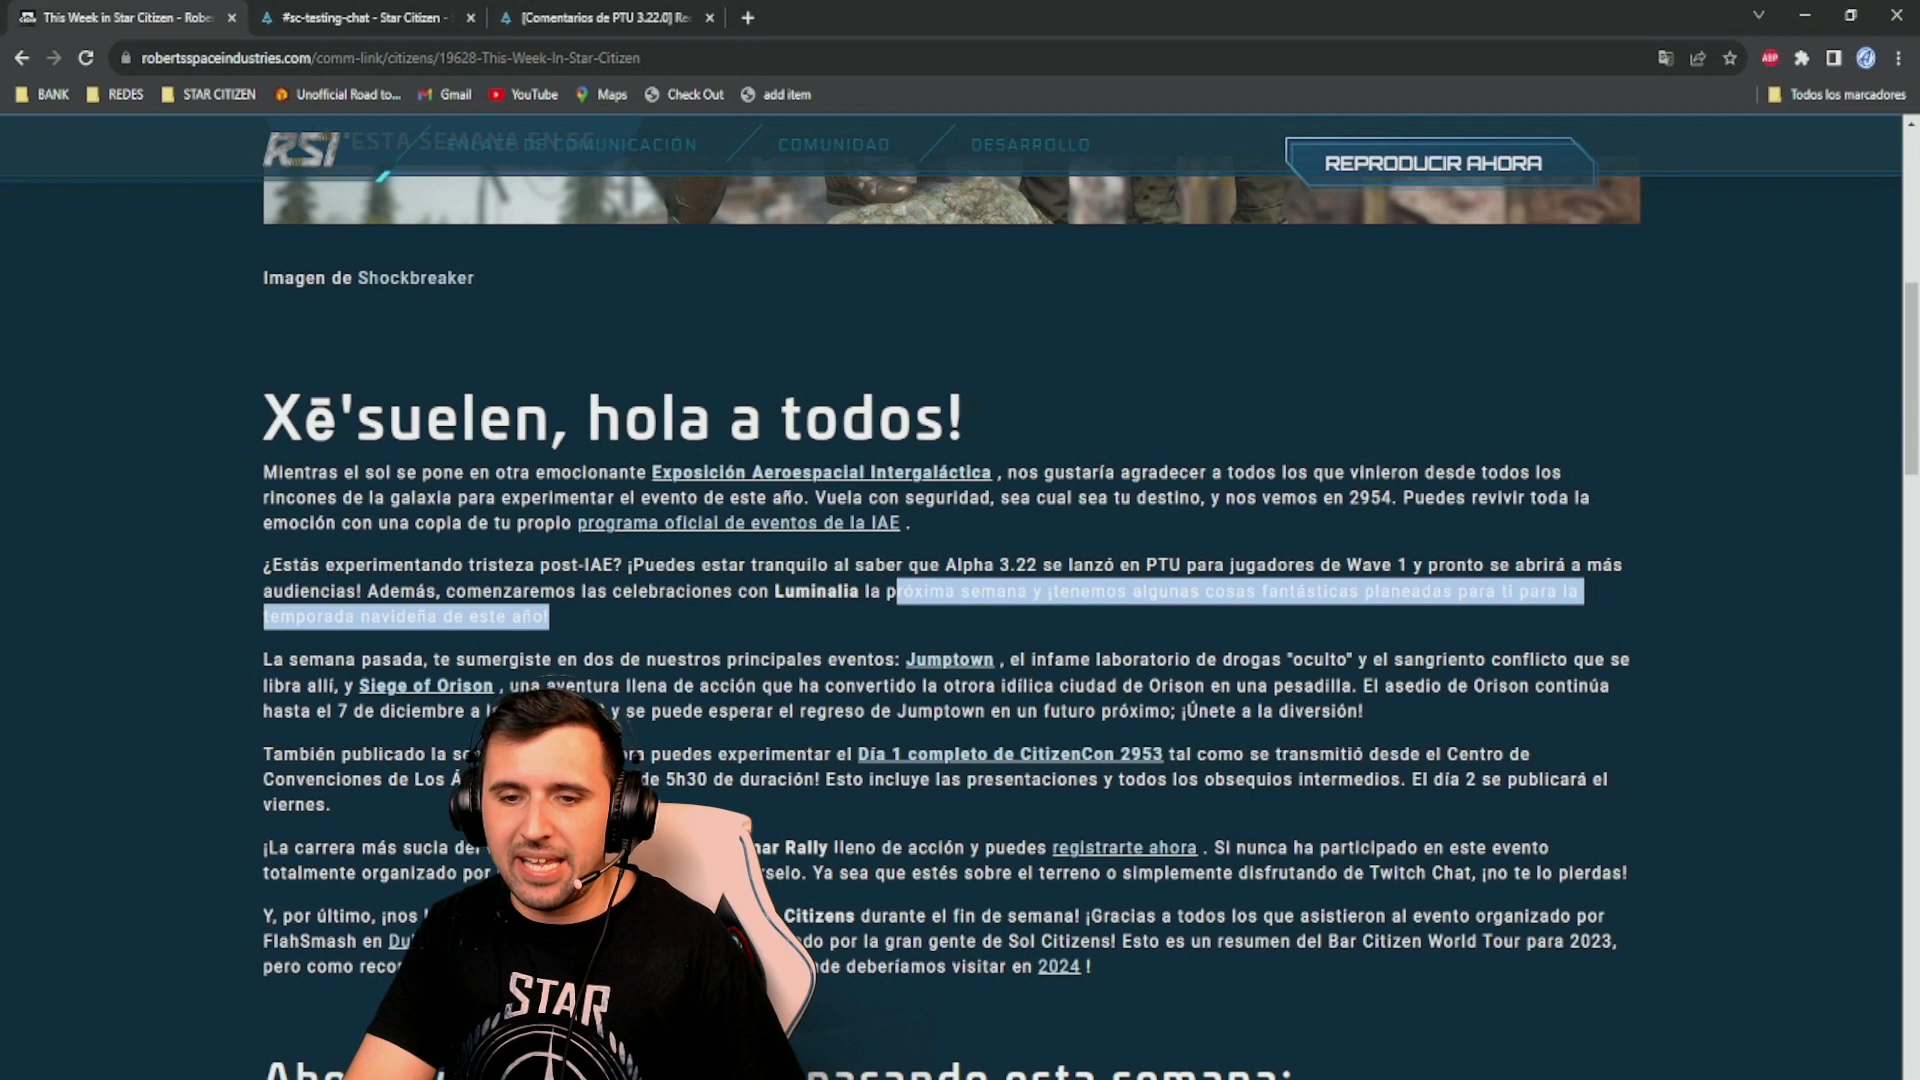 This Week in Star Citizen - Robe
#sc-testing-chat - Star Citizen -
[Comentarios de PTU 3.22.0] Re
robertsspaceindustries.com/comm-link/citizens/19628-This-Week-In-Star-Citizen
ABP
BANK
REDES
STAR CITIZEN
Unofficial Road to...
Gmail
YouTube
Maps
Check Out
add item
Todos los marcadores
RSI
ESTA SEMANA EN SC
ENLACE DE COMUNICACIÓN
COMUNIDAD
DESARROLLO
REPRODUCIR AHORA
Imagen de Shockbreaker
Xē'suelen, hola a todos!
Mientras el sol se pone en otra emocionante Exposición Aeroespacial Intergaláctica , nos gustaría agradecer a todos los que vinieron desde todos los
rincones de la galaxia para experimentar el evento de este año. Vuela con seguridad, sea cual sea tu destino, y nos vemos en 2954. Puedes revivir toda la
emoción con una copia de tu propio programa oficial de eventos de la IAE .
¿Estás experimentando tristeza post-IAE? ¡Puedes estar tranquilo al saber que Alpha 3.22 se lanzó en PTU para jugadores de Wave 1 y pronto se abrirá a más
audiencias! Además, comenzaremos las celebraciones con Luminalia la próxima semana y ¡tenemos algunas cosas fantásticas planeadas para ti para la
temporada navideña de este año!
La semana pasada, te sumergiste en dos de nuestros principales eventos: Jumptown , el infame laboratorio de drogas "oculto" y el sangriento conflicto que se
libra allí, y Siege of Orison , una aventura llena de acción que ha convertido la otrora idílica ciudad de Orison en una pesadilla. El asedio de Orison continúa
hasta el 7 de diciembre a y se puede esperar el regreso de Jumptown en un futuro próximo; ¡Únete a la diversión!
También publicado la puedes experimentar el Día 1 completo de CitizenCon 2953 tal como se transmitió desde el Centro de
Convenciones de Los de 5h30 de duración! Esto incluye las presentaciones y todos los obsequios intermedios. El día 2 se publicará el
viernes.
¡La carrera más sucia del Rally lleno de acción y puedes registrarte ahora . Si nunca ha participado en este evento
totalmente organizado por Ya sea que estés sobre el terreno o simplemente disfrutando de Twitch Chat, ¡no te lo pierdas!
Y, por último, ¡nos Citizens durante el fin de semana! ¡Gracias a todos los que asistieron al evento organizado por
FlahSmash en por la gran gente de Sol Citizens! Esto es un resumen del Bar Citizen World Tour para 2023,
pero como deberíamos visitar en 2024 !
pasando esta semana:
STAR